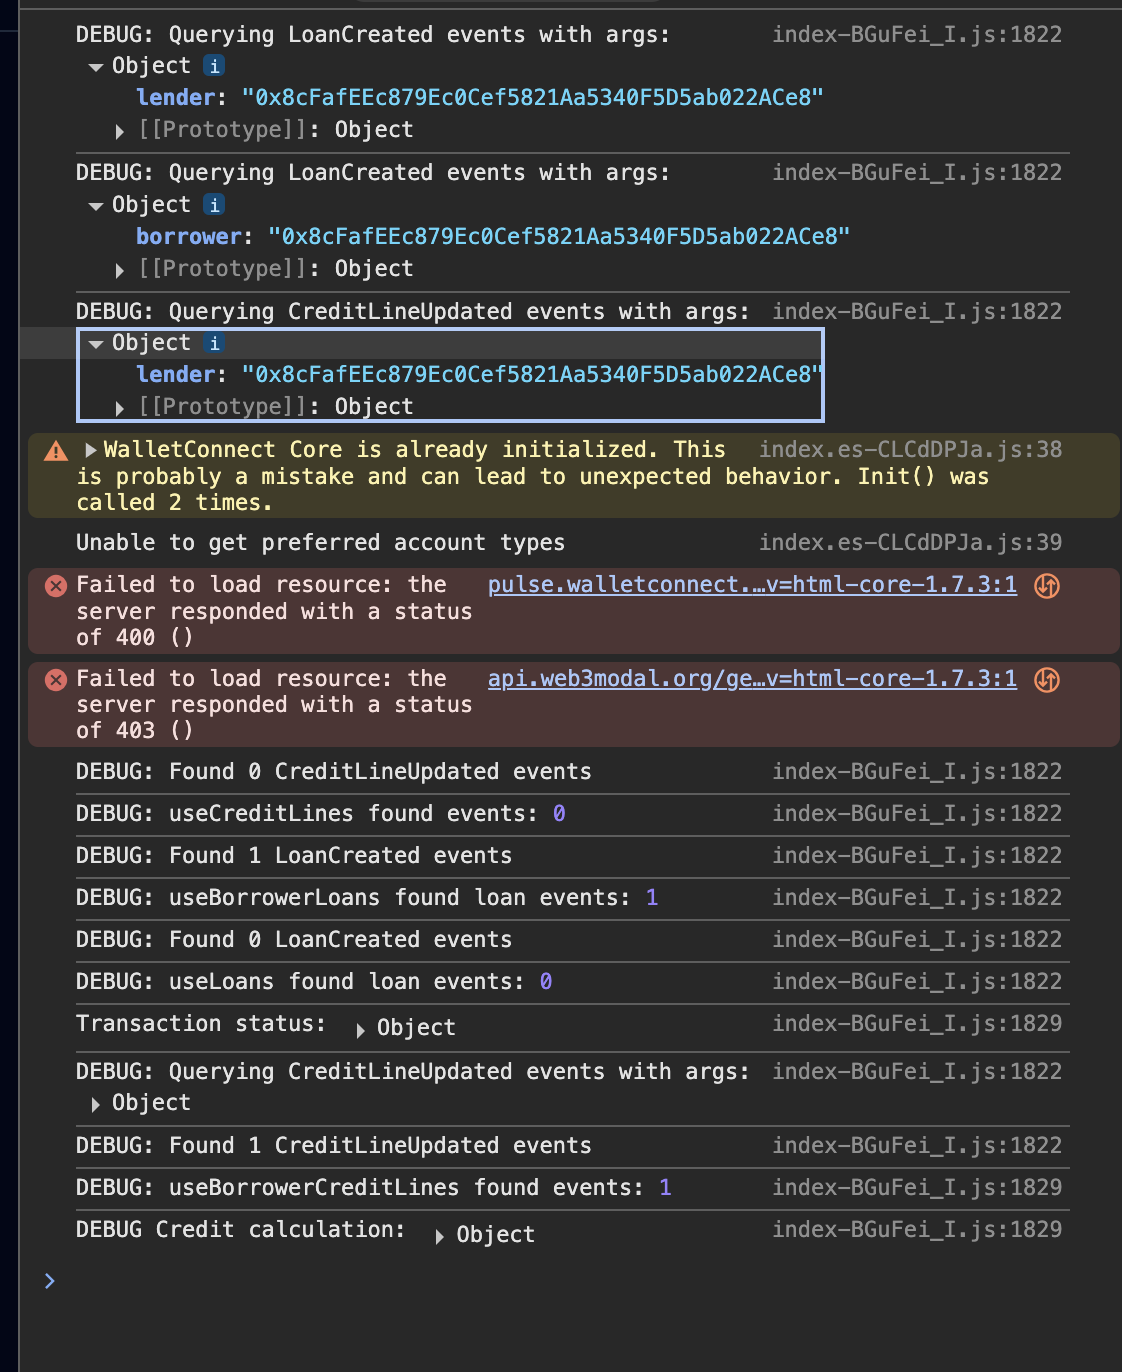 DEBUG: Querying LoanCreated events with args: index-BGuFei_I.js:1822
Object i
lender: "0x8cFafEEc879Ec0Cef5821Aa5340F5D5ab022ACe8"
[[Prototype]]: Object
DEBUG: Querying LoanCreated events with args: index-BGuFei_I.js:1822
Object i
borrower: "0x8cFafEEc879Ec0Cef5821Aa5340F5D5ab022ACe8"
[[Prototype]]: Object
DEBUG: Querying CreditLineUpdated events with args: index-BGuFei_I.js:1822
Object i
lender: "0x8cFafEEc879Ec0Cef5821Aa5340F5D5ab022ACe8"
[[Prototype]]: Object
WalletConnect Core is already initialized. This index.es-CLCdDPJa.js:38
is probably a mistake and can lead to unexpected behavior. Init() was
called 2 times.
Unable to get preferred account types index.es-CLCdDPJa.js:39
Failed to load resource: the pulse.walletconnect.…v=html-core-1.7.3:1
server responded with a status
of 400 ()
Failed to load resource: the api.web3modal.org/ge…v=html-core-1.7.3:1
server responded with a status
of 403 ()
DEBUG: Found 0 CreditLineUpdated events index-BGuFei_I.js:1822
DEBUG: useCreditLines found events: 0 index-BGuFei_I.js:1822
DEBUG: Found 1 LoanCreated events index-BGuFei_I.js:1822
DEBUG: useBorrowerLoans found loan events: 1 index-BGuFei_I.js:1822
DEBUG: Found 0 LoanCreated events index-BGuFei_I.js:1822
DEBUG: useLoans found loan events: 0 index-BGuFei_I.js:1822
Transaction status: Object index-BGuFei_I.js:1829
DEBUG: Querying CreditLineUpdated events with args: index-BGuFei_I.js:1822
Object
DEBUG: Found 1 CreditLineUpdated events index-BGuFei_I.js:1822
DEBUG: useBorrowerCreditLines found events: 1 index-BGuFei_I.js:1829
DEBUG Credit calculation: Object index-BGuFei_I.js:1829